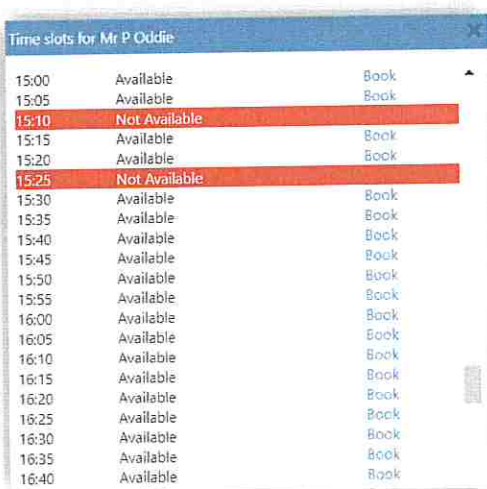 Time slots for Mr P Oddie
15:00 Available Book
15:05 Available Book
15:10 Not Available
15:15 Available Book
15:20 Available Book
15:25 Not Available
15:30 Available Book
15:35 Available Book
15:40 Available Book
15:45 Available Book
15:50 Available Book
15:55 Available Book
16:00 Available Book
16:05 Available Book
16:10 Available Book
16:15 Available Book
16:20 Available Book
16:25 Available Book
16:30 Available Book
16:35 Available Book
16:40 Available Book